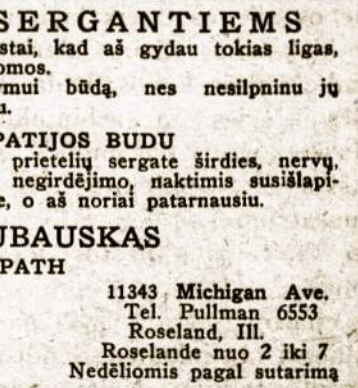 SERGANTIEMS
stai, kad aš gydau tokias ligas,
omos.
ymui būdą, nes nesilpninu jų
u.
PATIJOS BUDU
prietelių sergate širdies, nervų,
negirdėjimo, naktimis susišlapi-
e, o aš noriai patarnausiu.
UBAUSKAS
PATH
11343 Michigan Ave.
Tel. Pullman 6553
Roseland, Ill.
Roselande nuo 2 iki 7
Nedėliomis pagal sutarimą